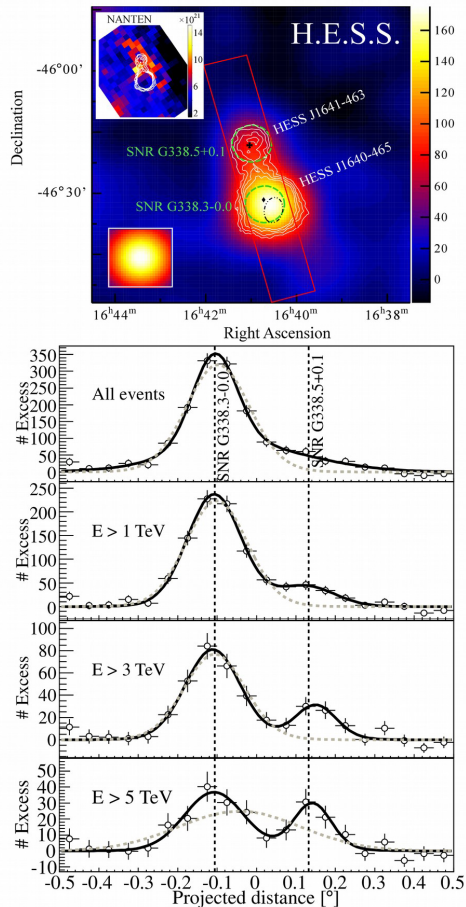 H.E.S.S.
NANTEN
×10²¹
14
10
6
2
160
140
120
100
80
60
40
20
0
-46°00'
-46°30'
Declination
HESS J1641-463
SNR G338.5+0.1
HESS J1640-465
SNR G338.3-0.0
16ʰ44ᵐ
16ʰ42ᵐ
16ʰ40ᵐ
16ʰ38ᵐ
Right Ascension
350
300
250
200
150
100
50
0
# Excess
All events
SNR G338.3-0.0
SNR G338.5+0.1
250
200
150
100
50
0
# Excess
E > 1 TeV
100
80
60
40
20
0
# Excess
E > 3 TeV
50
40
30
20
10
0
-10
# Excess
E > 5 TeV
-0.5 -0.4 -0.3 -0.2 -0.1 0 0.1 0.2 0.3 0.4 0.5
Projected distance [°]